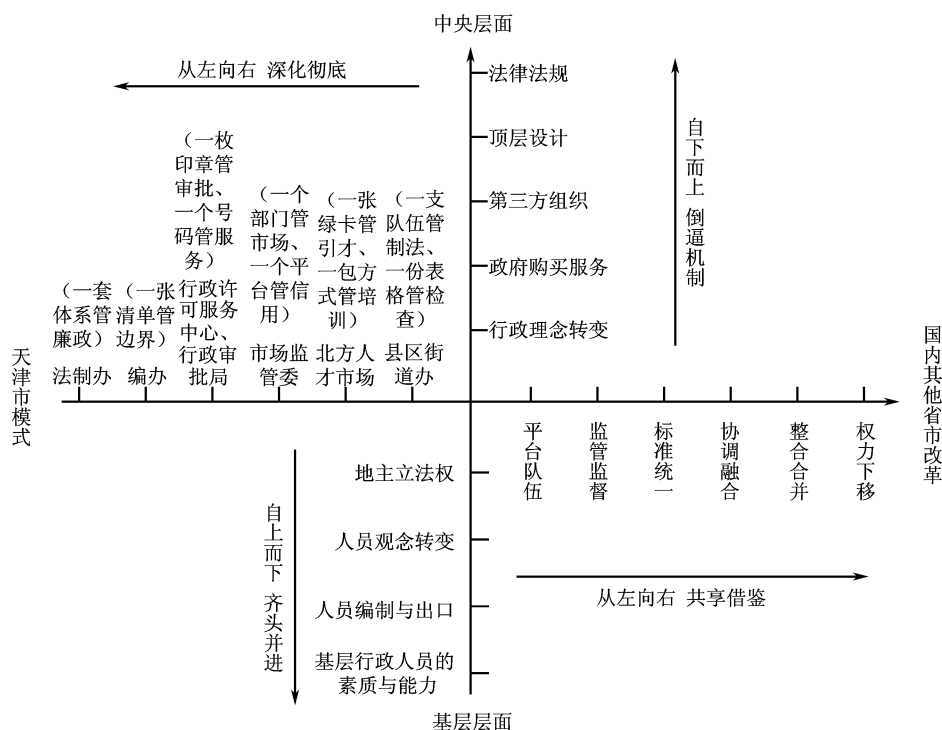 中央层面
从左向右 深化彻底
法律法规
顶层设计
第三方组织
政府购买服务
行政理念转变
自下而上 倒逼机制
（一套
体系管
廉政）
法制办
（一张
清单管
边界）
编办
（一枚
印章管
审批、
一个号
码管服
务）
行政许
可服务
中心、
行政审
批局
（一个
部门管
市场、
一个平
台管信
用）
市场监
管委
（一张
绿卡管
引才、
一包方
式管培
训）
北方人
才市场
（一支
队伍管
制法、
一份表
格管检
查）
县区街
道办
天津市模式
国内其他省市改革
平台队伍
监管监督
标准统一
协调融合
整合合并
权力下移
地主立法权
人员观念转变
人员编制与出口
基层行政人员的
素质与能力
自上而下 齐头并进
从左向右 共享借鉴
基层层面